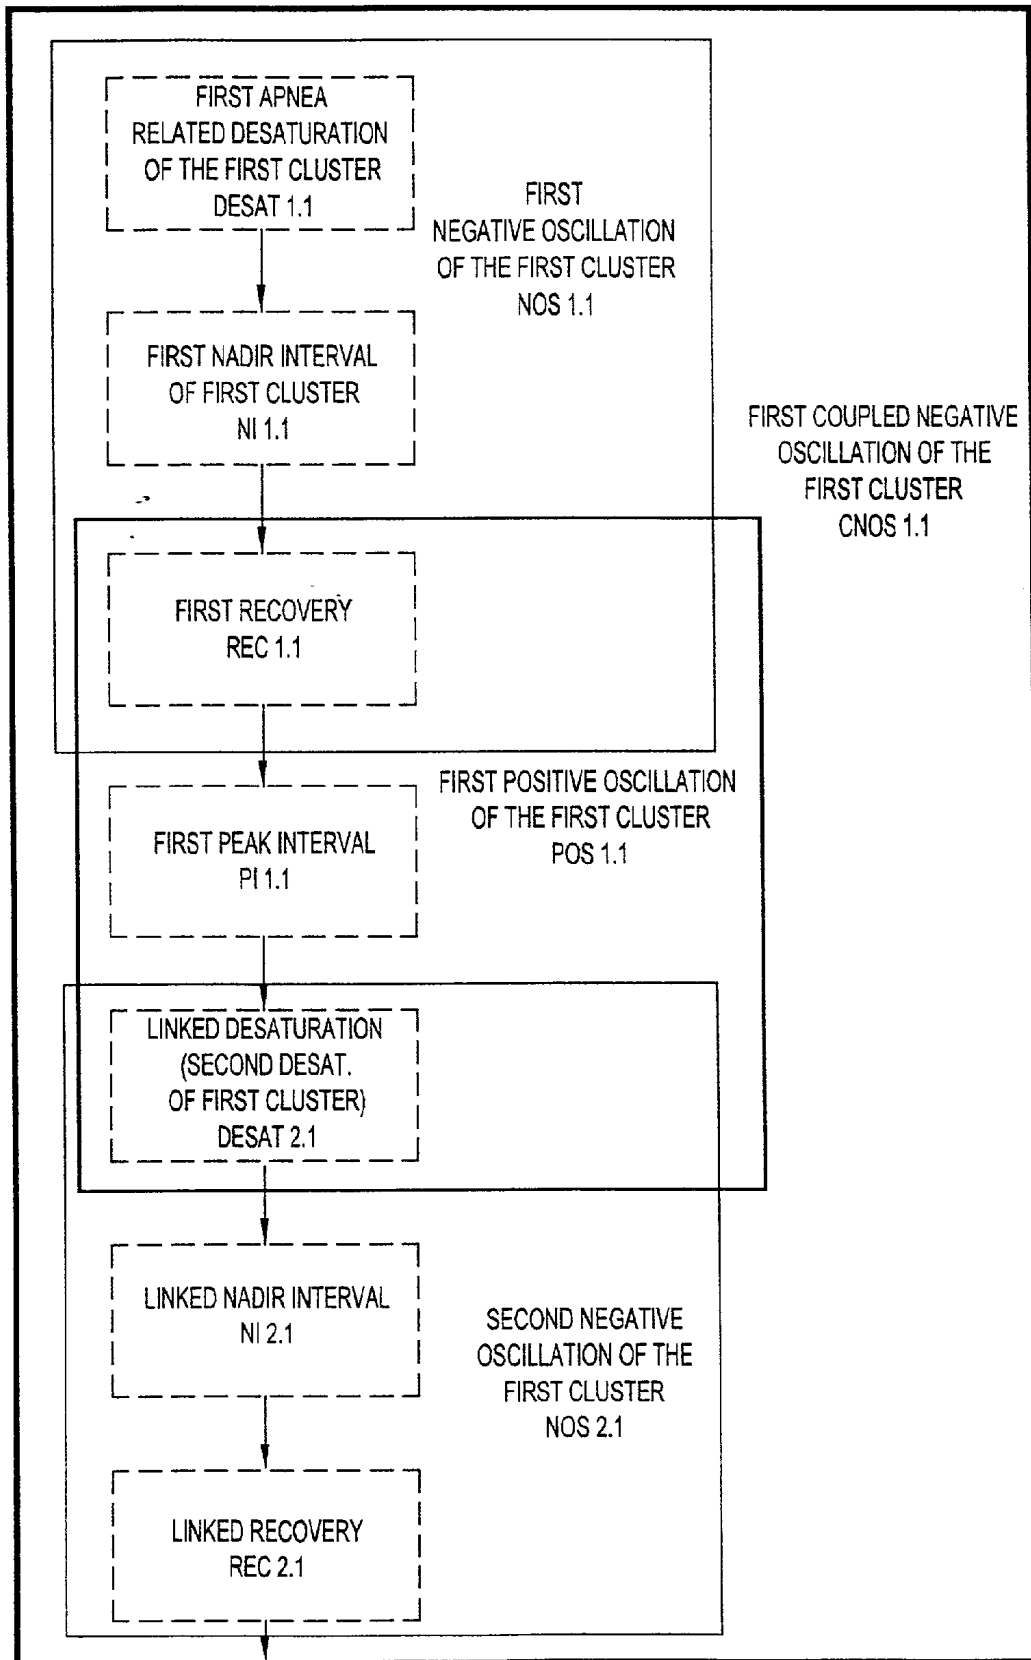 FIRST APNEA
RELATED DESATURATION
OF THE FIRST CLUSTER
DESAT 1.1
FIRST
NEGATIVE OSCILLATION
OF THE FIRST CLUSTER
NOS 1.1
FIRST NADIR INTERVAL
OF FIRST CLUSTER
NI 1.1
FIRST COUPLED NEGATIVE
OSCILLATION OF THE
FIRST CLUSTER
CNOS 1.1
FIRST RECOVERY
REC 1.1
FIRST POSITIVE OSCILLATION
OF THE FIRST CLUSTER
POS 1.1
FIRST PEAK INTERVAL
PI 1.1
LINKED DESATURATION
(SECOND DESAT.
OF FIRST CLUSTER)
DESAT 2.1
LINKED NADIR INTERVAL
NI 2.1
SECOND NEGATIVE
OSCILLATION OF THE
FIRST CLUSTER
NOS 2.1
LINKED RECOVERY
REC 2.1